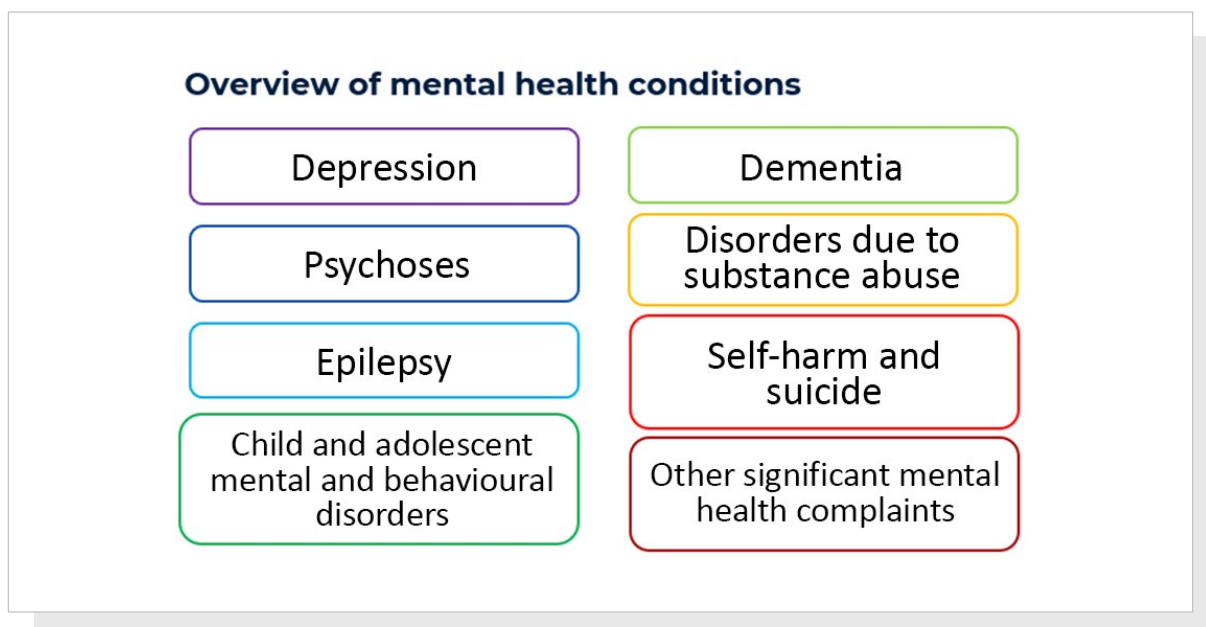 Overview of mental health conditions
Depression
Psychoses
Epilepsy
Child and adolescent
mental and behavioural
disorders
Dementia
Disorders due to
substance abuse
Self-harm and
suicide
Other significant mental
health complaints